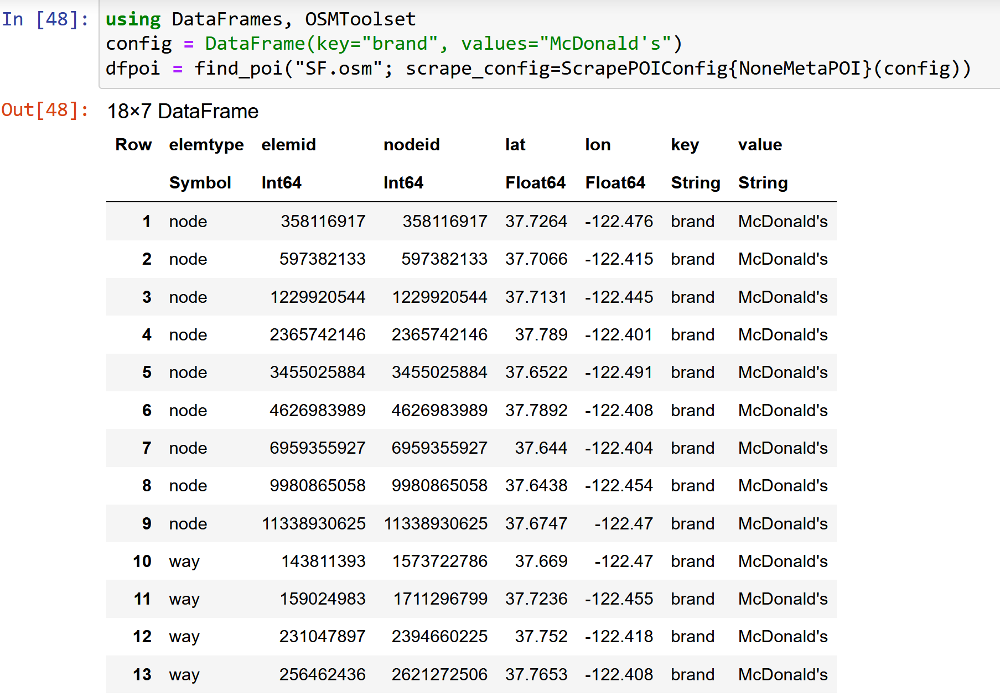 In [48]: using DataFrames, OSMToolset
config = DataFrame(key="brand", values="McDonald's")
dfpoi = find_poi("SF.osm"; scrape_config=ScrapePOIConfig{NoneMetaPOI}(config))
Out[48]: 18×7 DataFrame
Row elemtype elemid nodeid lat lon key value
Symbol Int64 Int64 Float64 Float64 String String
1 node 358116917 358116917 37.7264 -122.476 brand McDonald's
2 node 597382133 597382133 37.7066 -122.415 brand McDonald's
3 node 1229920544 1229920544 37.7131 -122.445 brand McDonald's
4 node 2365742146 2365742146 37.789 -122.401 brand McDonald's
5 node 3455025884 3455025884 37.6522 -122.491 brand McDonald's
6 node 4626983989 4626983989 37.7892 -122.408 brand McDonald's
7 node 6959355927 6959355927 37.644 -122.404 brand McDonald's
8 node 9980865058 9980865058 37.6438 -122.454 brand McDonald's
9 node 11338930625 11338930625 37.6747 -122.47 brand McDonald's
10 way 143811393 1573722786 37.669 -122.47 brand McDonald's
11 way 159024983 1711296799 37.7236 -122.455 brand McDonald's
12 way 231047897 2394660225 37.752 -122.418 brand McDonald's
13 way 256462436 2621272506 37.7653 -122.408 brand McDonald's